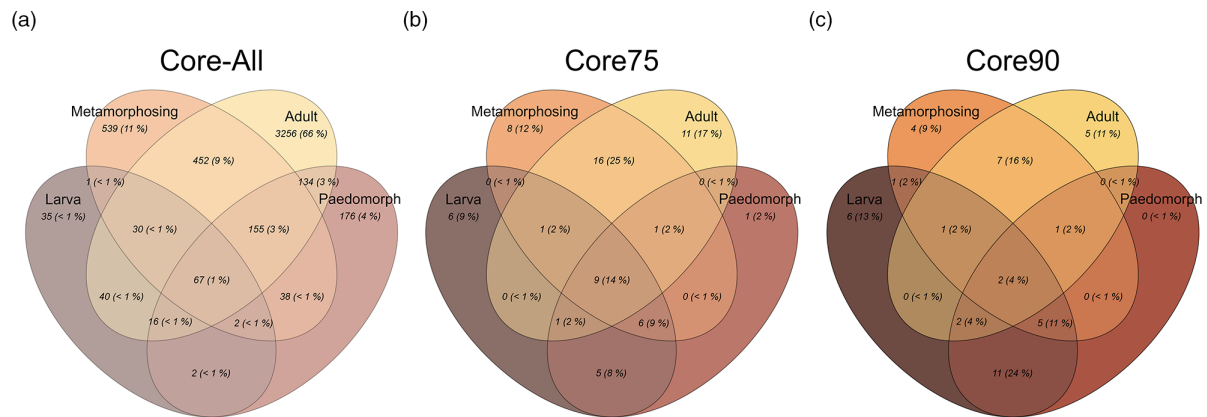 (a)
Core-All
Metamorphosing
539 (11 %)
Adult
3256 (66 %)
452 (9 %)
1 (< 1 %)
134 (3 %)
Larva
35 (< 1 %)
Paedomorph
176 (4 %)
30 (< 1 %)
155 (3 %)
67 (1 %)
40 (< 1 %)
38 (< 1 %)
16 (< 1 %)
2 (< 1 %)
2 (< 1 %)
(b)
Core75
Metamorphosing
8 (12 %)
Adult
11 (17 %)
16 (25 %)
0 (< 1 %)
0 (< 1 %)
Larva
6 (9 %)
Paedomorph
1 (2 %)
1 (2 %)
1 (2 %)
9 (14 %)
0 (< 1 %)
0 (< 1 %)
1 (2 %)
6 (9 %)
5 (8 %)
(c)
Core90
Metamorphosing
4 (9 %)
Adult
5 (11 %)
7 (16 %)
1 (2 %)
0 (< 1 %)
Larva
6 (13 %)
Paedomorph
0 (< 1 %)
1 (2 %)
1 (2 %)
2 (4 %)
0 (< 1 %)
0 (< 1 %)
2 (4 %)
5 (11 %)
11 (24 %)